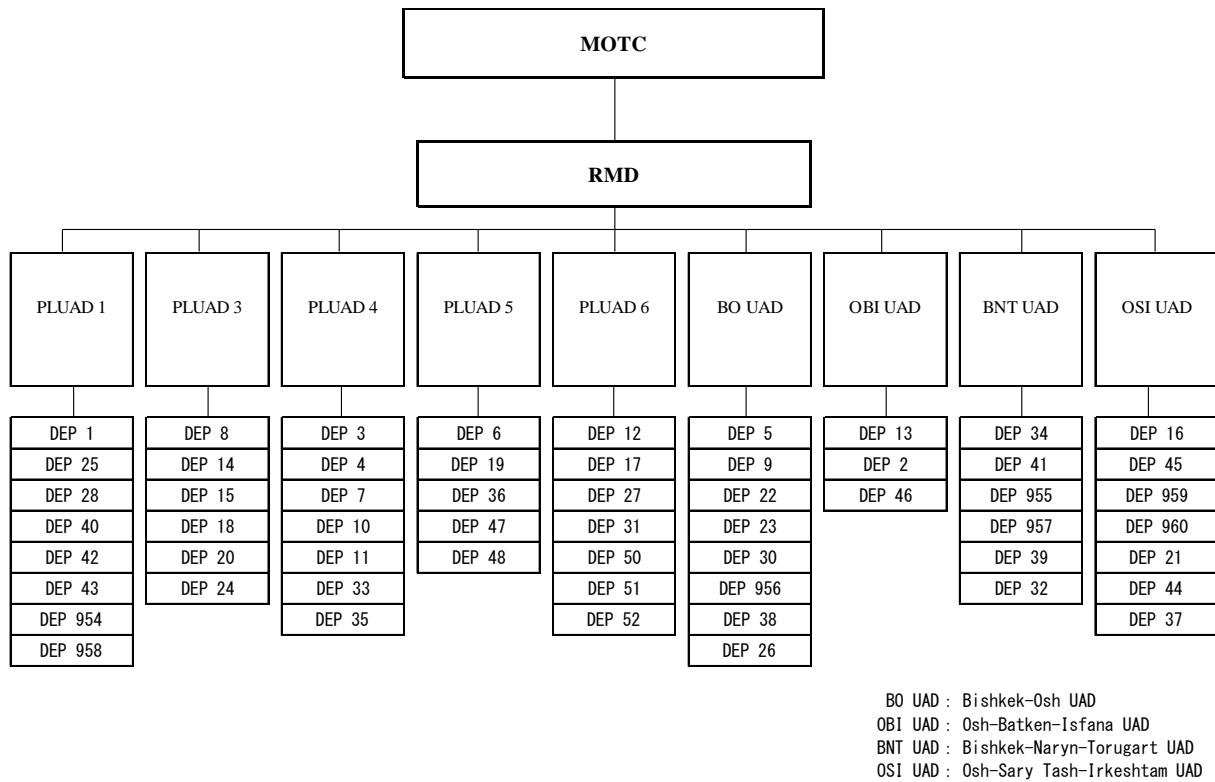 MOTC
RMD
PLUAD 1 PLUAD 3 PLUAD 4 PLUAD 5 PLUAD 6 BO UAD OBI UAD BNT UAD OSI UAD
DEP 1 DEP 8 DEP 3 DEP 6 DEP 12 DEP 5 DEP 13 DEP 34 DEP 16
DEP 25 DEP 14 DEP 4 DEP 19 DEP 17 DEP 9 DEP 2 DEP 41 DEP 45
DEP 28 DEP 15 DEP 7 DEP 36 DEP 27 DEP 22 DEP 46 DEP 955 DEP 959
DEP 40 DEP 18 DEP 10 DEP 47 DEP 31 DEP 23 DEP 957 DEP 960
DEP 42 DEP 20 DEP 11 DEP 48 DEP 50 DEP 30 DEP 39 DEP 21
DEP 43 DEP 24 DEP 33 DEP 51 DEP 956 DEP 32 DEP 44
DEP 954 DEP 35 DEP 52 DEP 38 DEP 37
DEP 958 DEP 26
BO UAD : Bishkek-Osh UAD
OBI UAD : Osh-Batken-Isfana UAD
BNT UAD : Bishkek-Naryn-Torugart UAD
OSI UAD : Osh-Sary Tash-Irkeshtam UAD